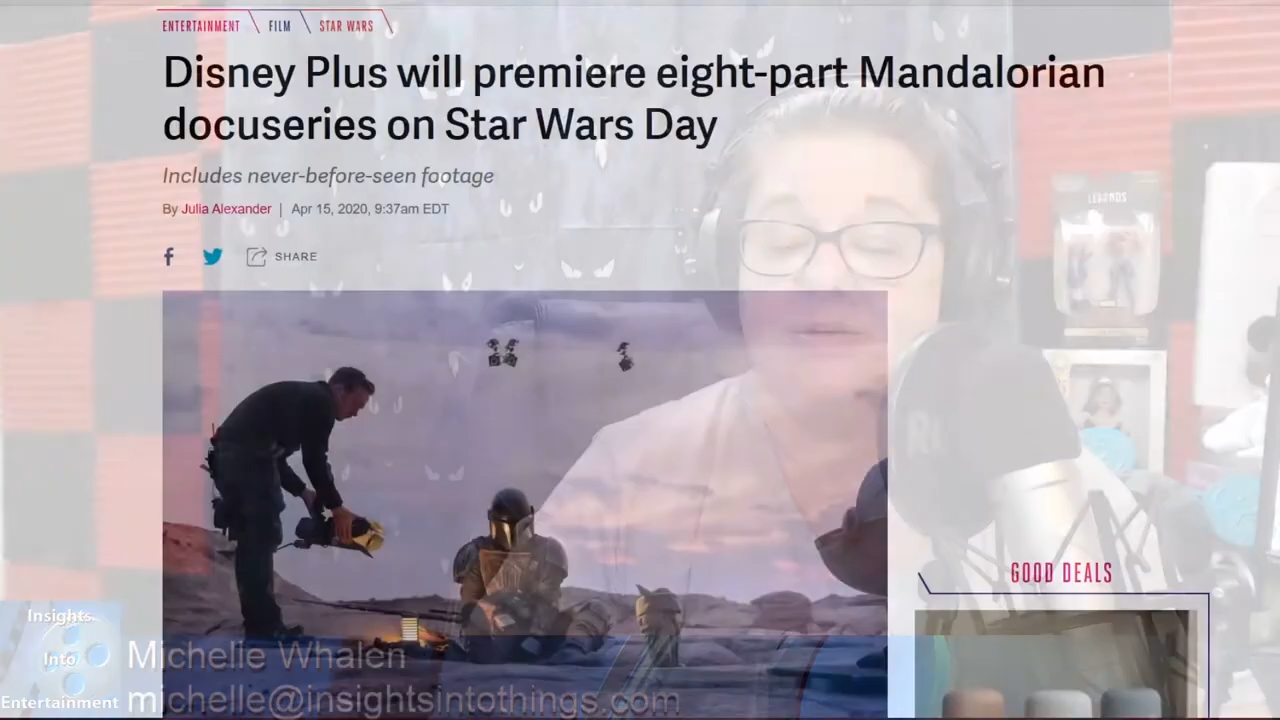 ENTERTAINMENT FILM STAR WARS
Disney Plus will premiere eight-part Mandalorian
docuseries on Star Wars Day
Includes never-before-seen footage
By Julia Alexander | Apr 15, 2020, 9:37am EDT
SHARE
LEGENDS
GOOD DEALS
Insights
Into
Entertainment
Michelle Whalen
michelle@insightsintothings.com